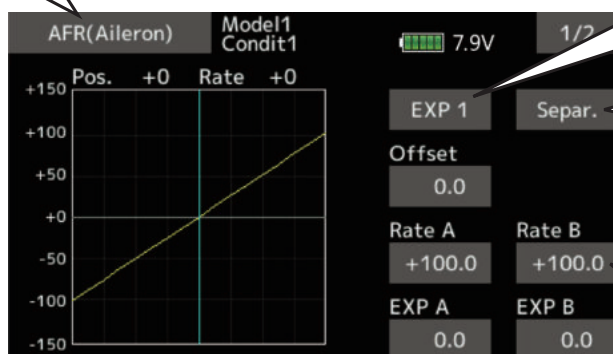 AFR(Aileron)
Model1
Condit1
7.9V
1/2
Pos. +0 Rate +0
+150
+100
+50
+0
-50
-100
-150
EXP 1
Separ.
Offset
0.0
Rate A
Rate B
+100.0
+100.0
EXP A
EXP B
0.0
0.0